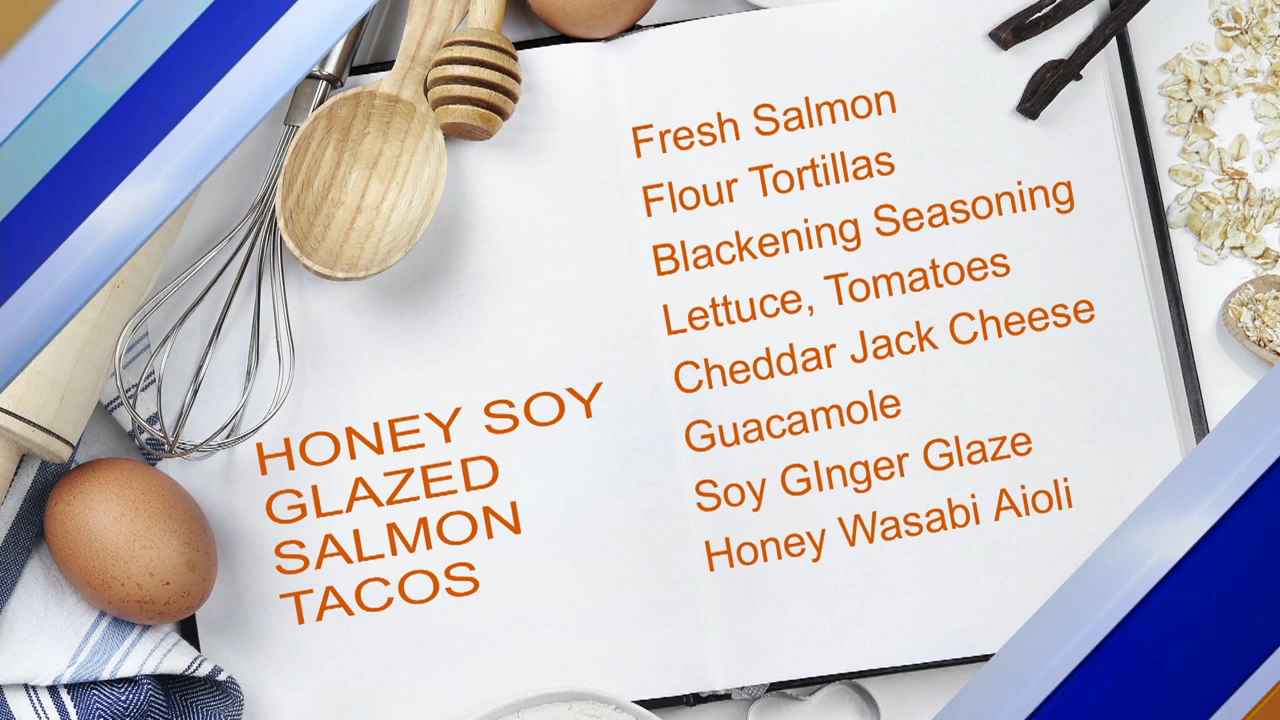 HONEY SOY
GLAZED
SALMON
TACOS
Fresh Salmon
Flour Tortillas
Blackening Seasoning
Lettuce, Tomatoes
Cheddar Jack Cheese
Guacamole
Soy GInger Glaze
Honey Wasabi Aioli